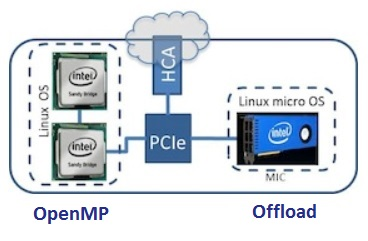 HCA
Linux OS
intel
Sandy Bridge
intel
Sandy Bridge
PCIe
Linux micro OS
intel
MIC
OpenMP
Offload